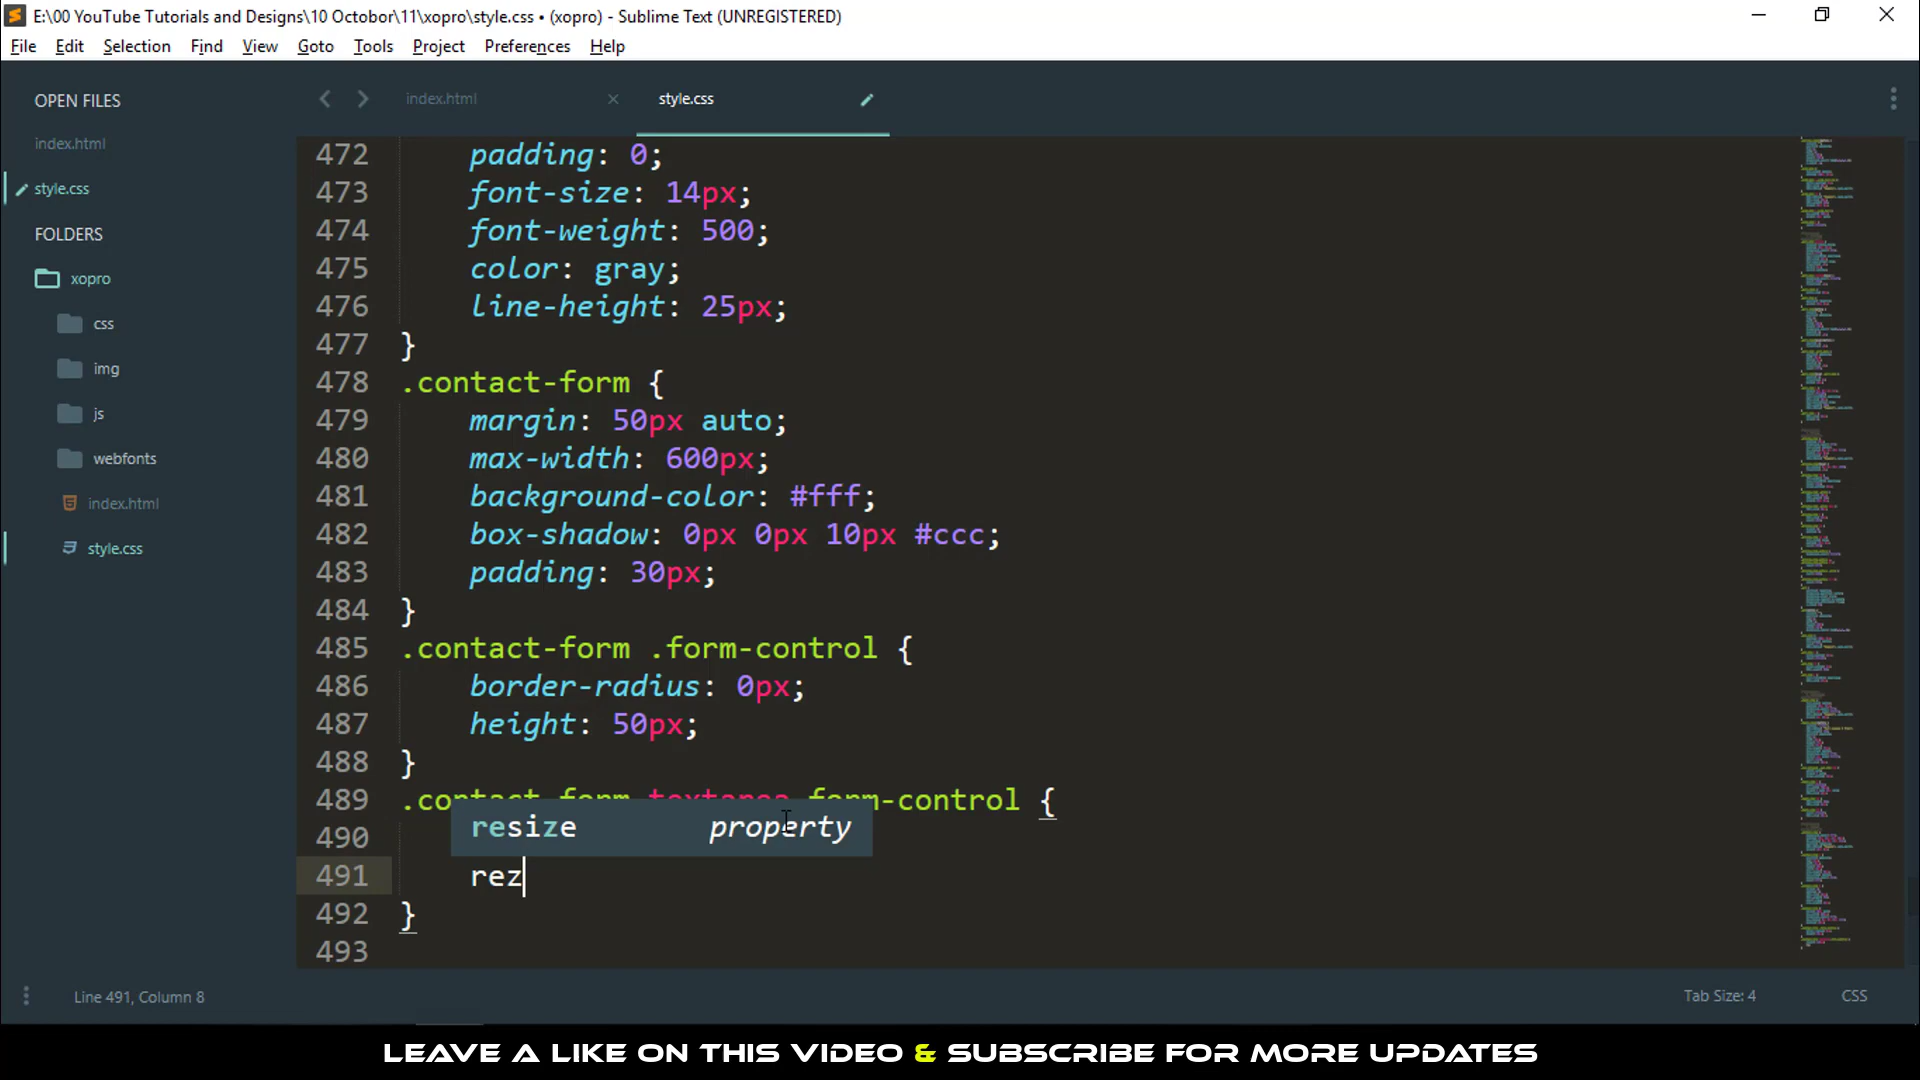 E:\00 YouTube Tutorials and Designs\10 Octobor\11\xopro\style.css • (xopro) - Sublime Text (UNREGISTERED)
File Edit Selection Find View Goto Tools Project Preferences Help
OPEN FILES
index.html
style.css
FOLDERS
xopro
css
img
js
webfonts
index.html
style.css
index.html
style.css
472 padding: 0;
473 font-size: 14px;
474 font-weight: 500;
475 color: gray;
476 line-height: 25px;
477 }
478 .contact-form {
479 margin: 50px auto;
480 max-width: 600px;
481 background-color: #fff;
482 box-shadow: 0px 0px 10px #ccc;
483 padding: 30px;
484 }
485 .contact-form .form-control {
486 border-radius: 0px;
487 height: 50px;
488 }
489 .contact-form textarea.form-control {
490
resize property
491 rez
492 }
493
Line 491, Column 8
Tab Size: 4
CSS
LEAVE A LIKE ON THIS VIDEO & SUBSCRIBE FOR MORE UPDATES